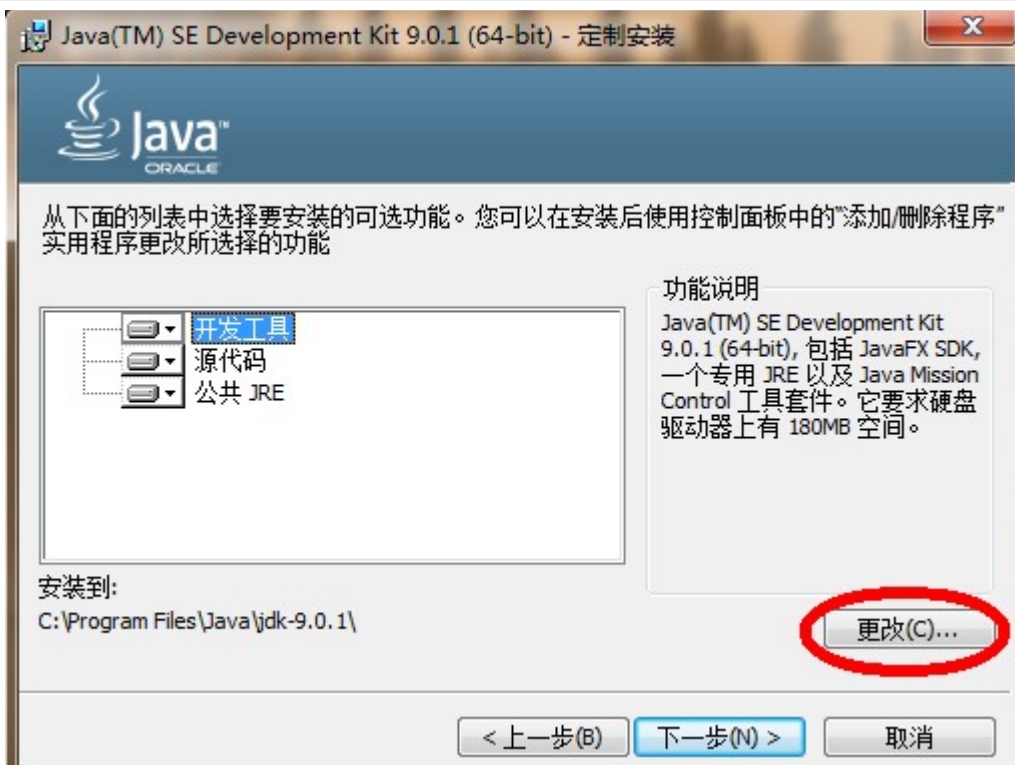 Java(TM) SE Development Kit 9.0.1 (64-bit) - 定制安装
Java™
ORACLE
从下面的列表中选择要安装的可选功能。您可以在安装后使用控制面板中的"添加/删除程序"
实用程序更改所选择的功能
开发工具
源代码
公共 JRE
功能说明
Java(TM) SE Development Kit
9.0.1 (64-bit), 包括 JavaFX SDK,
一个专用 JRE 以及 Java Mission
Control 工具套件。它要求硬盘
驱动器上有 180MB 空间。
安装到:
C:\Program Files\Java\jdk-9.0.1\
更改(C)...
<上一步(B)
下一步(N) >
取消